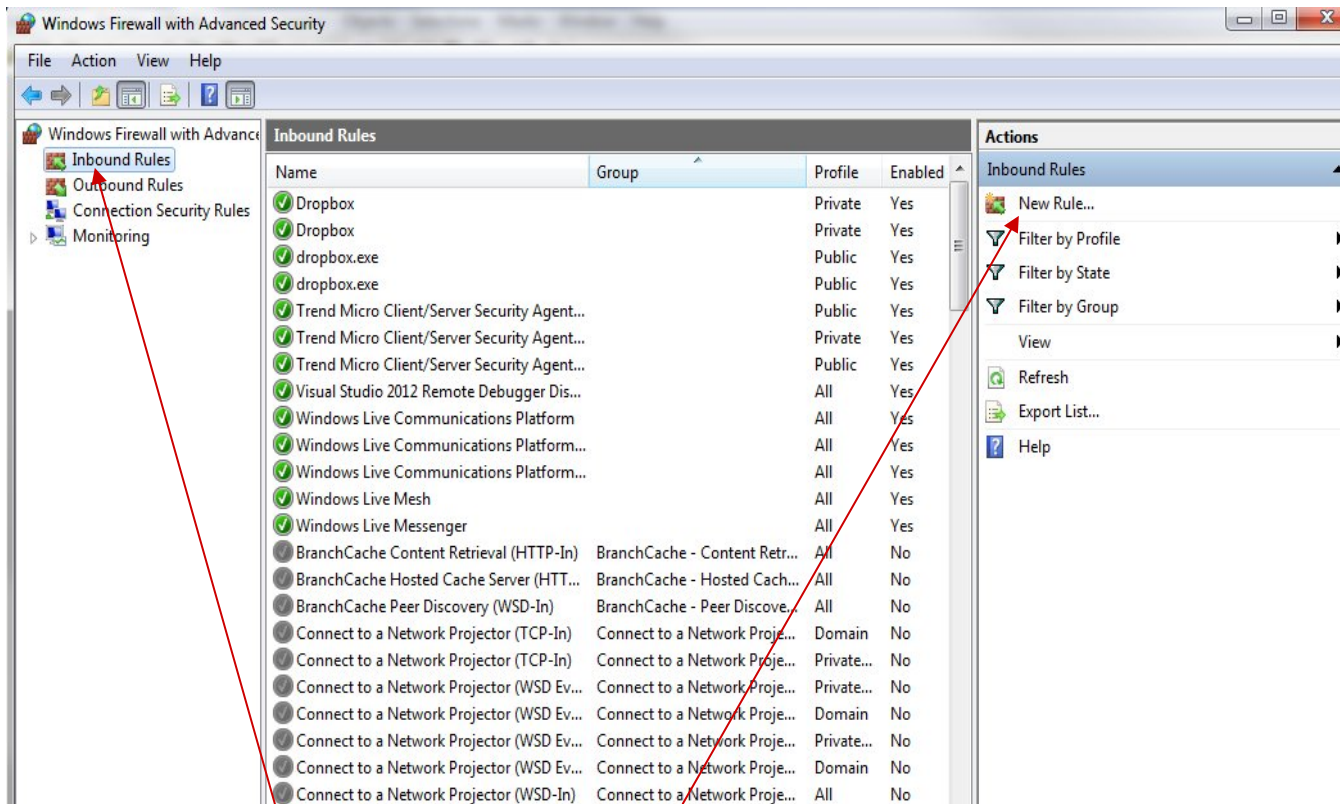 Windows Firewall with Advanced Security
File Action View Help
Windows Firewall with Advance
Inbound Rules
Outbound Rules
Connection Security Rules
Monitoring
Inbound Rules
Name Group Profile Enabled
Dropbox Private Yes
Dropbox Private Yes
dropbox.exe Public Yes
dropbox.exe Public Yes
Trend Micro Client/Server Security Agent... Public Yes
Trend Micro Client/Server Security Agent... Private Yes
Trend Micro Client/Server Security Agent... Public Yes
Visual Studio 2012 Remote Debugger Dis... All Yes
Windows Live Communications Platform All Yes
Windows Live Communications Platform... All Yes
Windows Live Communications Platform... All Yes
Windows Live Mesh All Yes
Windows Live Messenger All Yes
BranchCache Content Retrieval (HTTP-In) BranchCache - Content Retr... All No
BranchCache Hosted Cache Server (HTT... BranchCache - Hosted Cach... All No
BranchCache Peer Discovery (WSD-In) BranchCache - Peer Discove... All No
Connect to a Network Projector (TCP-In) Connect to a Network Proje... Domain No
Connect to a Network Projector (TCP-In) Connect to a Network Proje... Private... No
Connect to a Network Projector (WSD Ev... Connect to a Network Proje... Private... No
Connect to a Network Projector (WSD Ev... Connect to a Network Proje... Domain No
Connect to a Network Projector (WSD Ev... Connect to a Network Proje... Private... No
Connect to a Network Projector (WSD Ev... Connect to a Network Proje... Domain No
Connect to a Network Projector (WSD-In) Connect to a Network Proje... All No
Actions
Inbound Rules
New Rule...
Filter by Profile
Filter by State
Filter by Group
View
Refresh
Export List...
Help